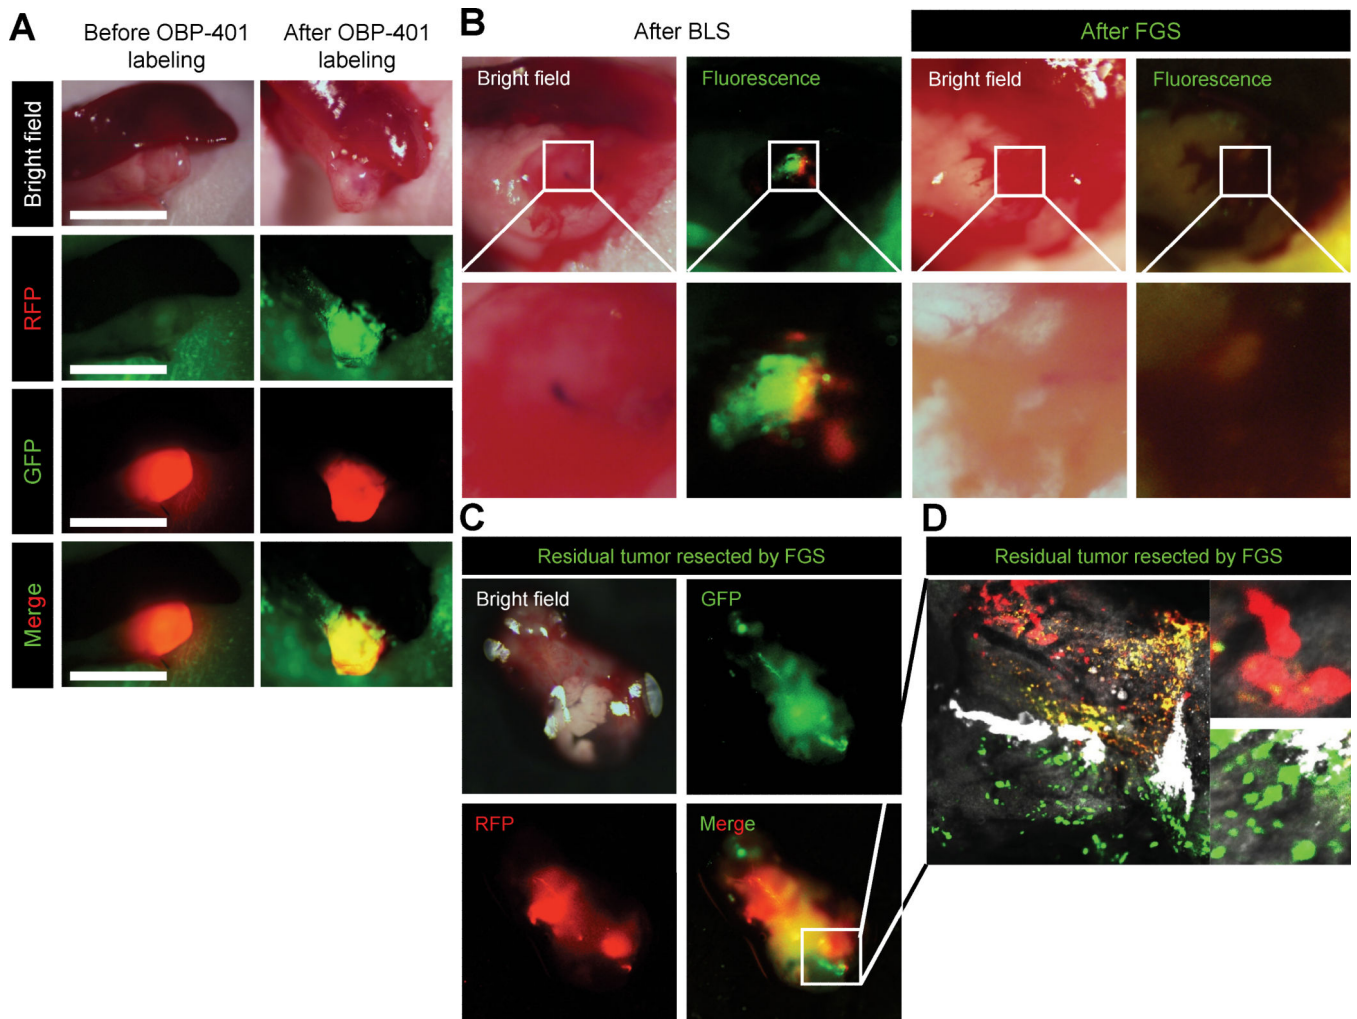 A
Before OBP-401
labeling
After OBP-401
labeling
Bright field
RFP
GFP
Merge
B
After BLS
After FGS
Bright field
Fluorescence
Bright field
Fluorescence
C
Residual tumor resected by FGS
Bright field
GFP
RFP
Merge
D
Residual tumor resected by FGS